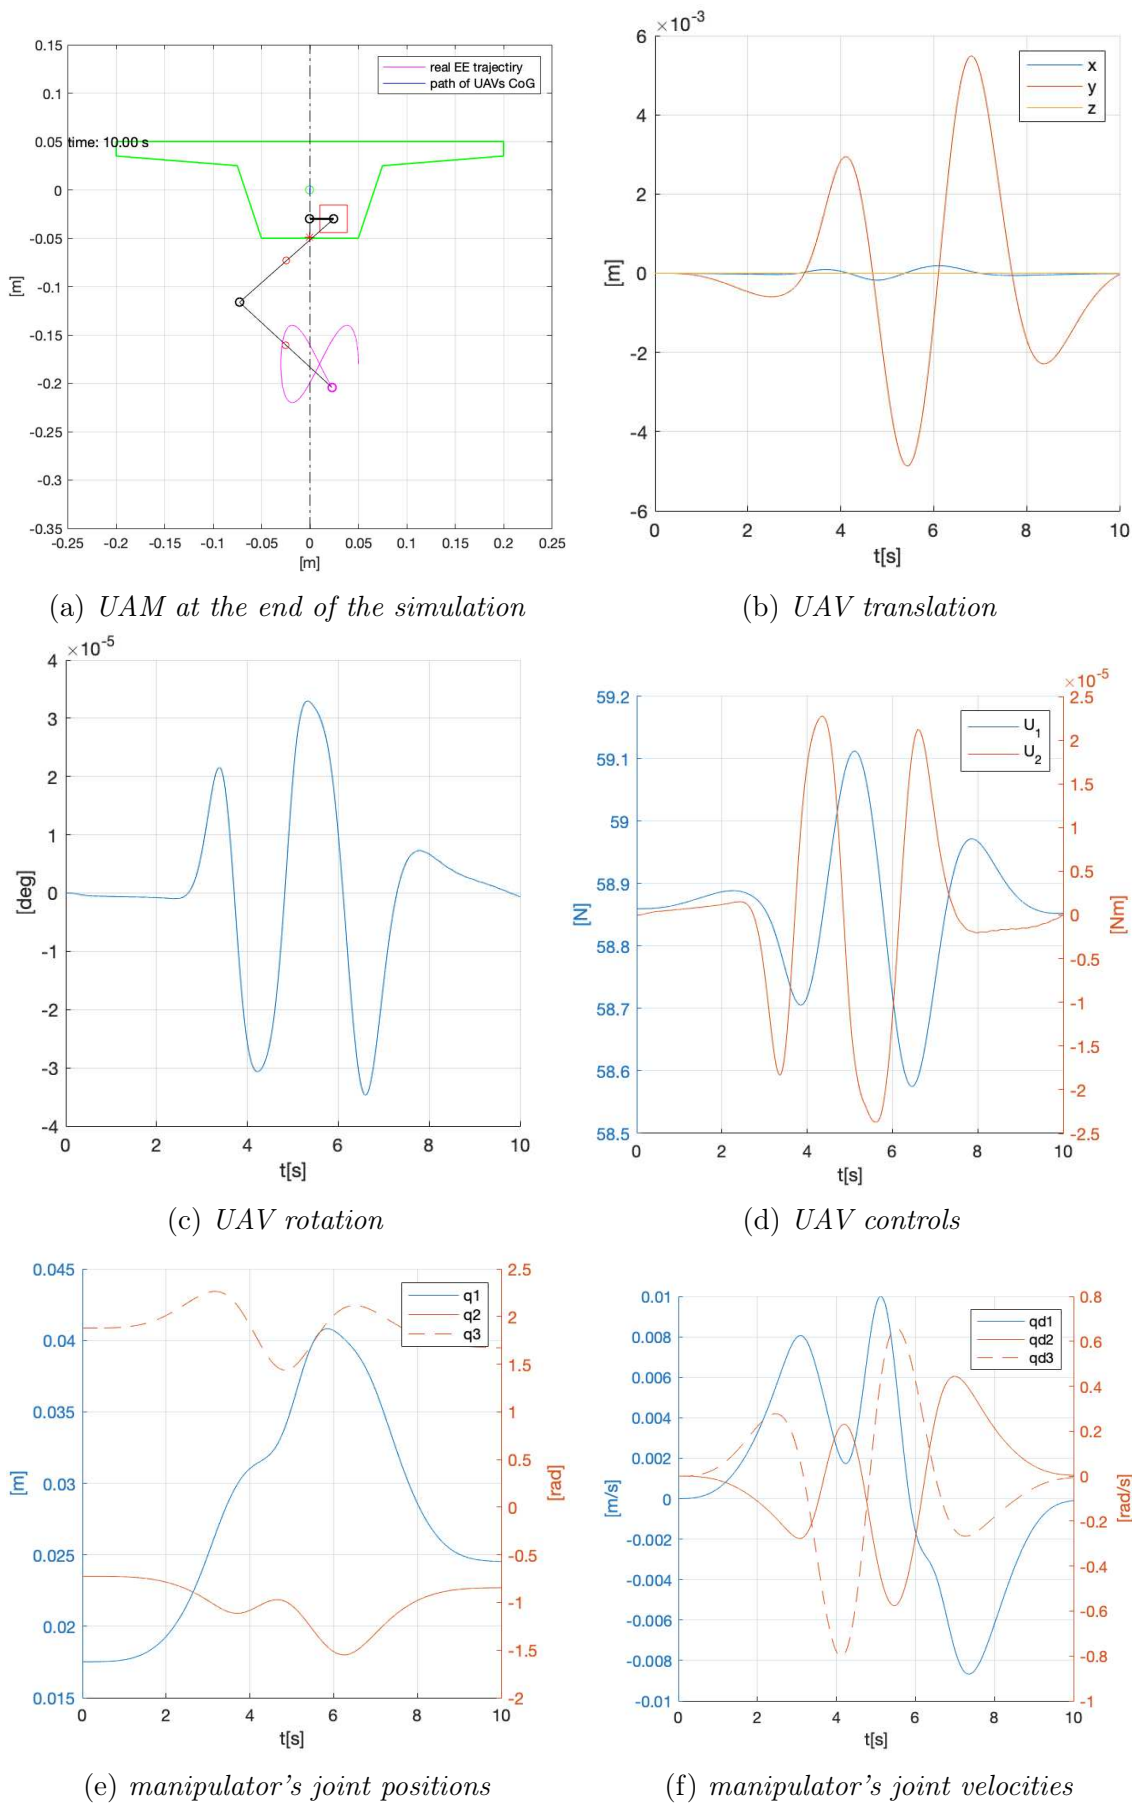 0.15
0.1
0.05
0
-0.05
-0.1
-0.15
-0.2
-0.25
-0.3
-0.35
[m]
time: 10.00 s
real EE trajectiry
path of UAVs CoG
-0.25 -0.2 -0.15 -0.1 -0.05 0 0.05 0.1 0.15 0.2 0.25
[m]
(a) UAM at the end of the simulation
×10-3
6
4
2
0
-2
-4
-6
[m]
x
y
z
0 2 4 6 8 10
t[s]
(b) UAV translation
×10-5
4
3
2
1
0
-1
-2
-3
-4
[deg]
0 2 4 6 8 10
t[s]
(c) UAV rotation
59.2
59.1
59
58.9
58.8
58.7
58.6
58.5
[N]
U1
U2
×10-5
2.5
2
1.5
1
0.5
0
-0.5
-1
-1.5
-2
-2.5
[Nm]
0 2 4 6 8 10
t[s]
(d) UAV controls
0.045
0.04
0.035
0.03
0.025
0.02
0.015
[m]
q1
q2
q3
2.5
2
1.5
1
0.5
0
-0.5
-1
-1.5
-2
[rad]
0 2 4 6 8 10
t[s]
(e) manipulator's joint positions
0.01
0.008
0.006
0.004
0.002
0
-0.002
-0.004
-0.006
-0.008
-0.01
[m/s]
qd1
qd2
qd3
0.8
0.6
0.4
0.2
0
-0.2
-0.4
-0.6
-0.8
-1
[rad/s]
0 2 4 6 8 10
t[s]
(f) manipulator's joint velocities